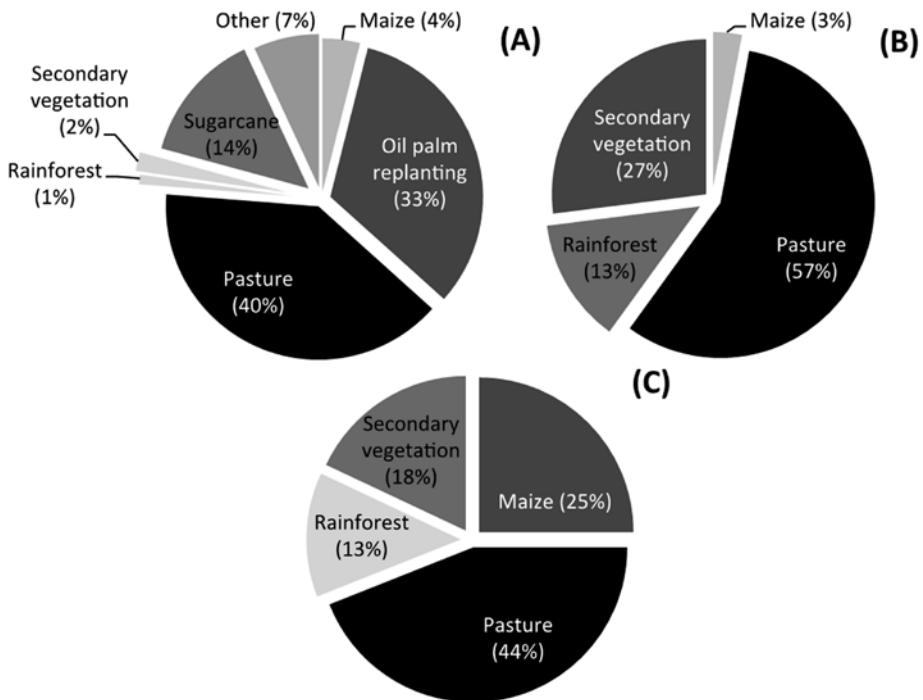 Other (7%)
Maize (4%)
(A)
Oil palm
replanting
(33%)
Pasture
(40%)
Rainforest
(1%)
Secondary
vegetation
(2%)
Sugarcane
(14%)
Maize (3%)
(B)
Pasture
(57%)
Rainforest
(13%)
Secondary
vegetation
(27%)
(C)
Maize (25%)
Pasture
(44%)
Rainforest
(13%)
Secondary
vegetation
(18%)